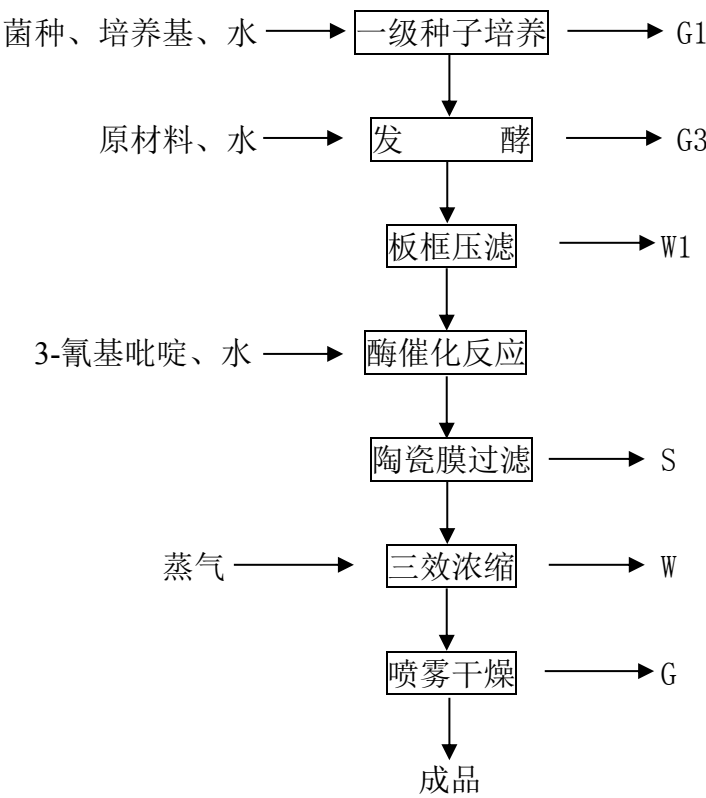 菌种、培养基、水 一级种子培养 G1
原材料、水 发 酵 G3
板框压滤 W1
3-氰基吡啶、水 酶催化反应
陶瓷膜过滤 S
蒸气 三效浓缩 W
喷雾干燥 G
成品